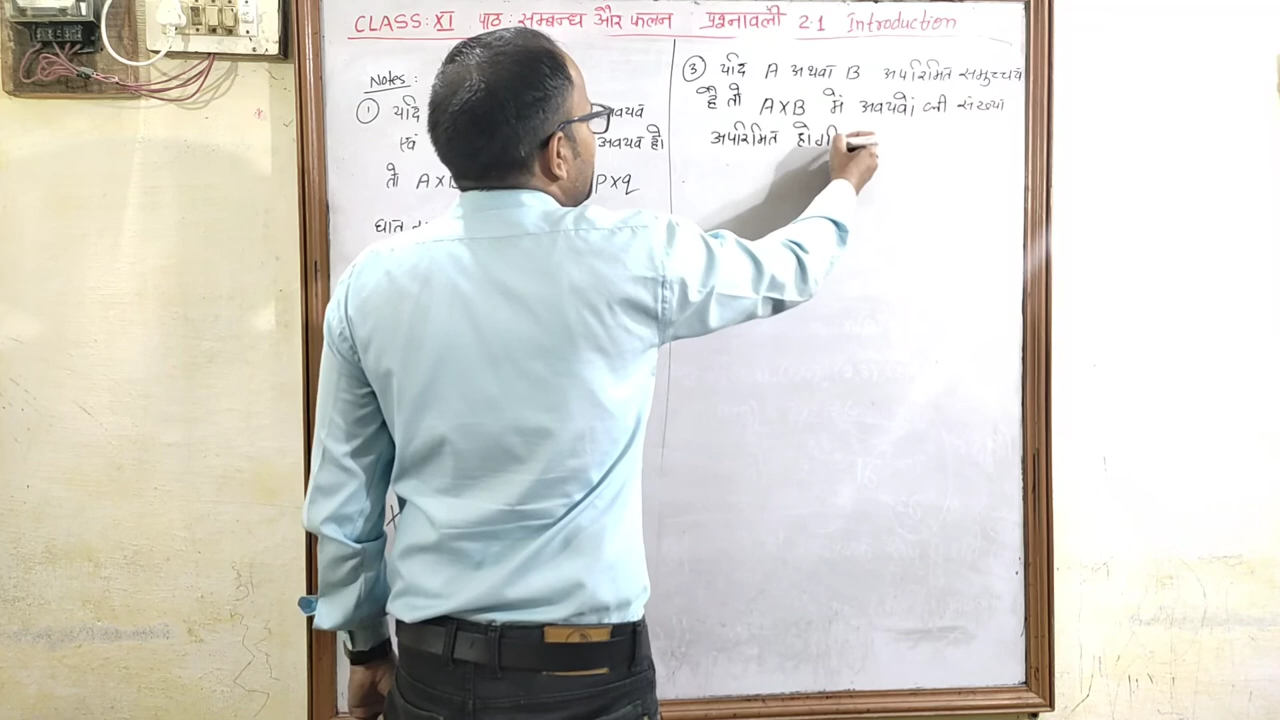 CLASS: XI पाठ : सम्बन्ध और फलन प्रश्नावली 2.1 Introduction
Notes :
① यदि अवयव
एवं अवयव हो।
तो A X P X q
③ यदि A अथवा B अपरिमित समुच्चय
है तो A X B में अवयवों की संख्या
अपरिमित होगी